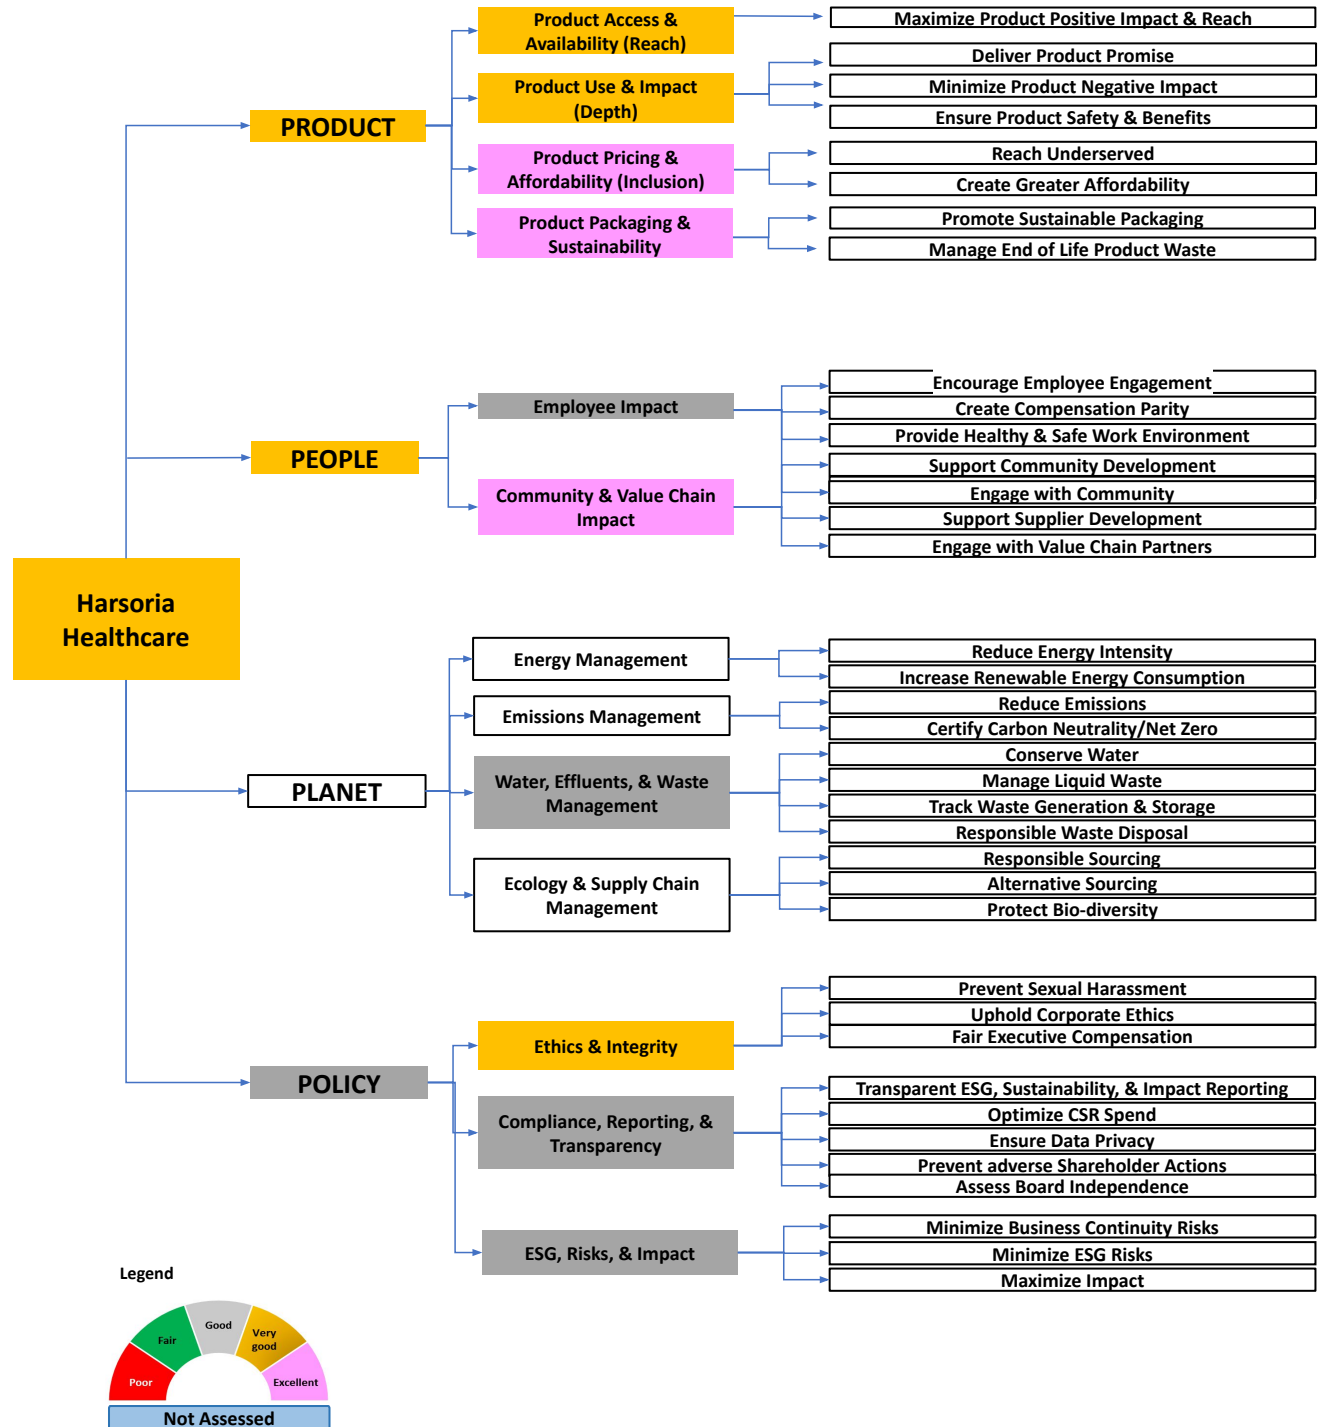 Product Access &
Availability (Reach)
Maximize Product Positive Impact & Reach
Deliver Product Promise
Product Use & Impact
(Depth)
Minimize Product Negative Impact
Ensure Product Safety & Benefits
PRODUCT
Product Pricing &
Affordability (Inclusion)
Reach Underserved
Create Greater Affordability
Product Packaging &
Sustainability
Promote Sustainable Packaging
Manage End of Life Product Waste
Encourage Employee Engagement
Employee Impact
Create Compensation Parity
Provide Healthy & Safe Work Environment
PEOPLE
Support Community Development
Community & Value Chain
Impact
Engage with Community
Support Supplier Development
Engage with Value Chain Partners
Harsoria
Healthcare
Energy Management
Reduce Energy Intensity
Increase Renewable Energy Consumption
Emissions Management
Reduce Emissions
Certify Carbon Neutrality/Net Zero
PLANET
Water, Effluents, & Waste
Management
Conserve Water
Manage Liquid Waste
Track Waste Generation & Storage
Responsible Waste Disposal
Ecology & Supply Chain
Management
Responsible Sourcing
Alternative Sourcing
Protect Bio-diversity
Prevent Sexual Harassment
Uphold Corporate Ethics
Ethics & Integrity
Fair Executive Compensation
POLICY
Compliance, Reporting, &
Transparency
Transparent ESG, Sustainability, & Impact Reporting
Optimize CSR Spend
Ensure Data Privacy
Prevent adverse Shareholder Actions
Assess Board Independence
ESG, Risks, & Impact
Minimize Business Continuity Risks
Minimize ESG Risks
Maximize Impact
Legend
Poor
Fair
Good
Very
good
Excellent
Not Assessed